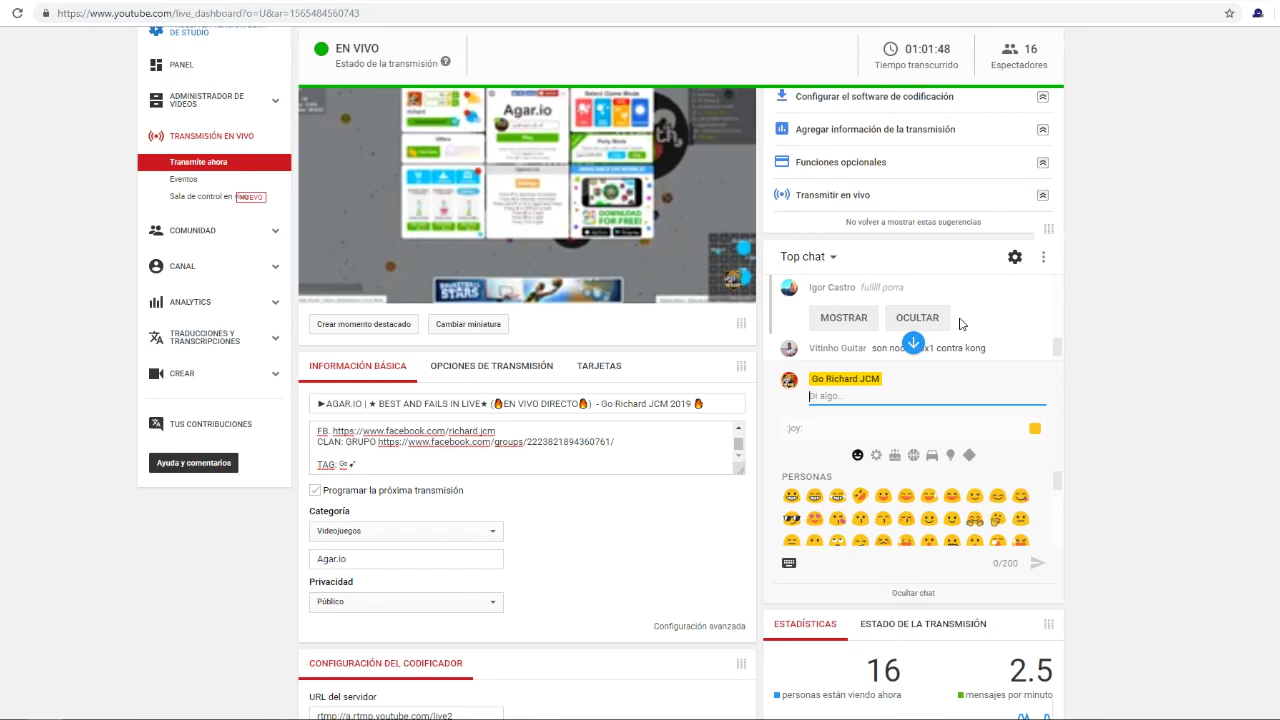 https://www.youtube.com/live_dashboard?o=U&ar=1565484560743
DE STUDIO
PANEL
ADMINISTRADOR DE
VIDEOS
TRANSMISIÓN EN VIVO
Transmite ahora
Eventos
Sala de control en
NUEVO
COMUNIDAD
CANAL
ANALYTICS
TRADUCCIONES Y
TRANSCRIPCIONES
CREAR
TUS CONTRIBUCIONES
Ayuda y comentarios
EN VIVO
Estado de la transmisión
01:01:48
Tiempo transcurrido
16
Espectadores
Agar.io
Select Game Mode
Party Mode
Offers
DOWNLOAD
FOR FREE!
BASKETBALL
STARS
Crear momento destacado
Cambiar miniatura
INFORMACIÓN BÁSICA
OPCIONES DE TRANSMISIÓN
TARJETAS
►AGAR.IO | ★ BEST AND FAILS IN LIVE★ (🔥EN VIVO DIRECTO🔥) - Go Richard JCM 2019 🔥
FB. https://www.facebook.com/richard.jcm
CLAN: GRUPO https://www.facebook.com/groups/2223821894360761/
TAG: Go➶
Programar la próxima transmisión
Categoría
Videojuegos
Agar.io
Privacidad
Público
Configuración avanzada
CONFIGURACIÓN DEL CODIFICADOR
URL del servidor
rtmp://a.rtmp.youtube.com/live2
Configurar el software de codificación
Agregar información de la transmisión
Funciones opcionales
Transmitir en vivo
No volver a mostrar estas sugerencias
Top chat
Igor Castro fullll porra
MOSTRAR
OCULTAR
Vitinho Guitar son x1 contra kong
Go Richard JCM
Di algo...
:joy:
PERSONAS
😀😁😂🤣😃😄😅😆😉😊😋
0/200
Ocultar chat
ESTADÍSTICAS
ESTADO DE LA TRANSMISIÓN
16
personas están viendo ahora
2.5
mensajes por minuto